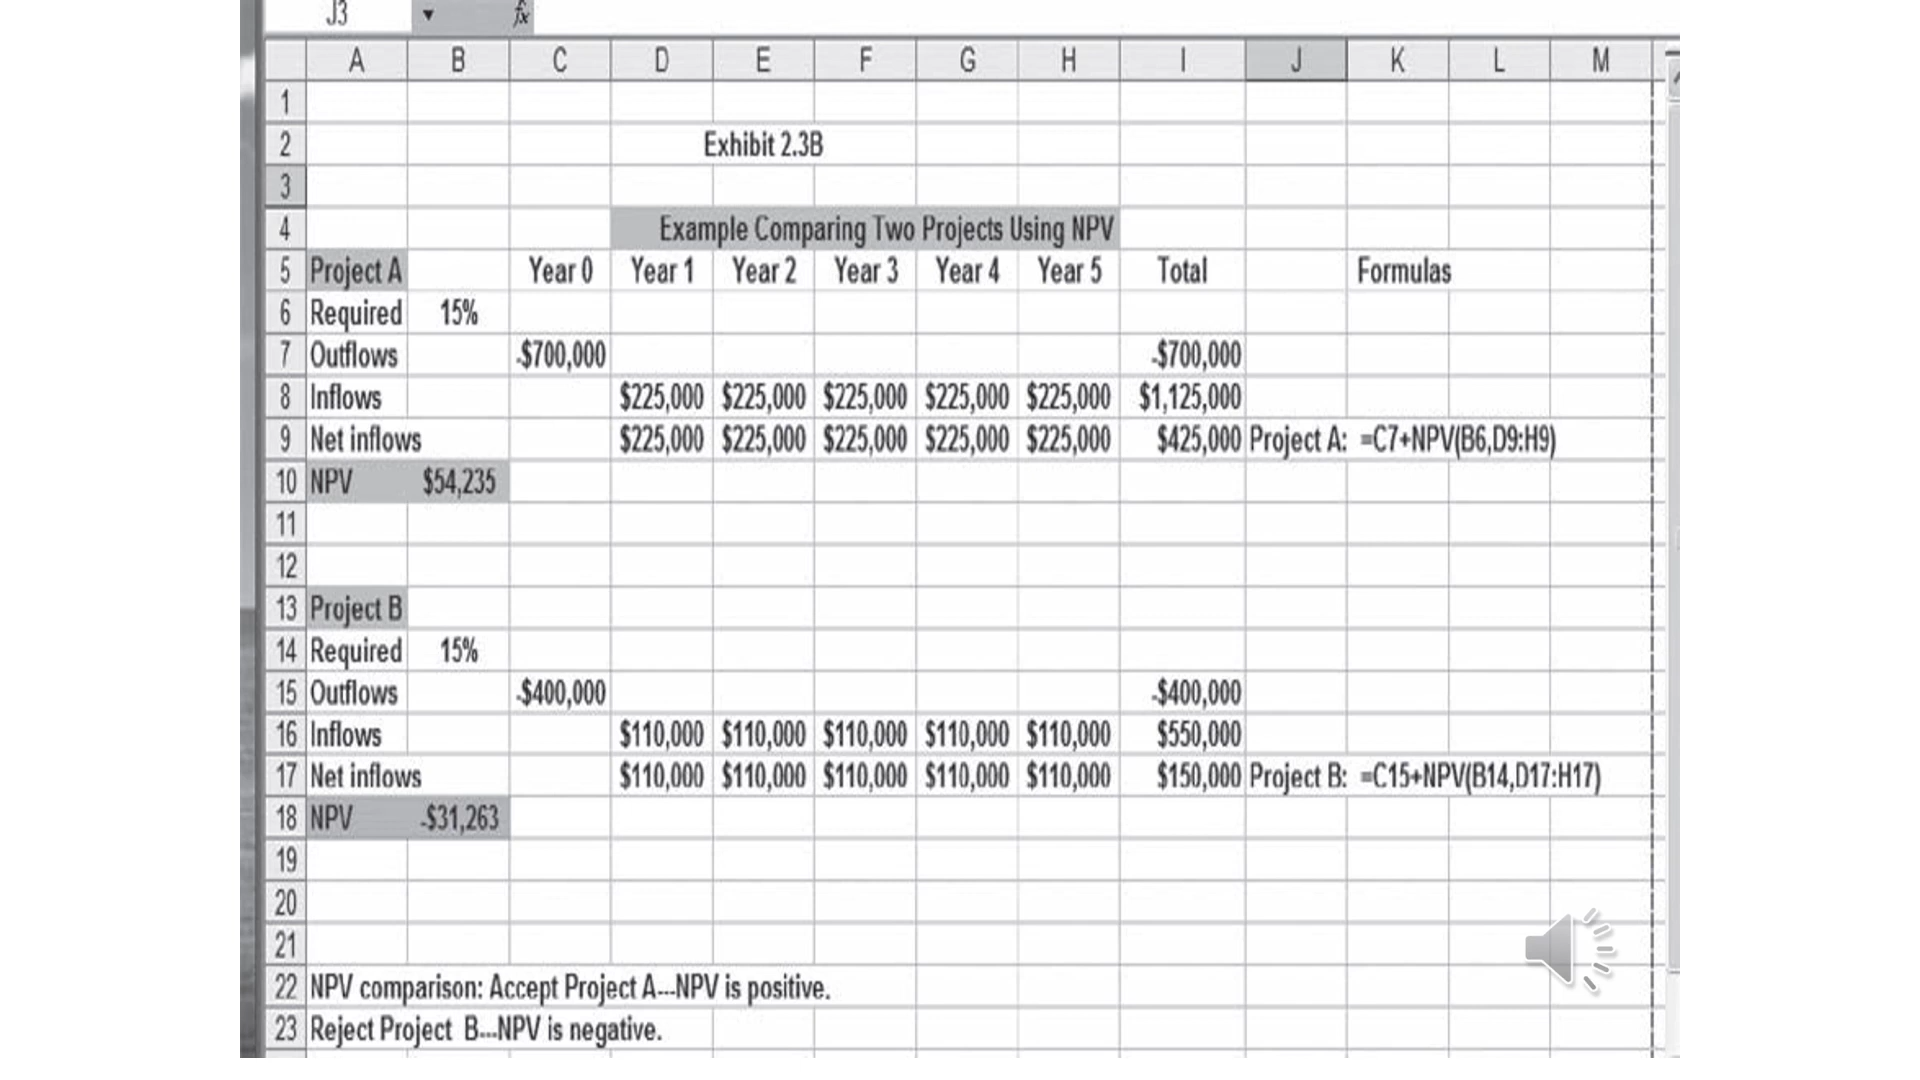 J3 fx
A B C D E F G H I J K L M
1
2 Exhibit 2.3B
3
4 Example Comparing Two Projects Using NPV
5 Project A Year 0 Year 1 Year 2 Year 3 Year 4 Year 5 Total Formulas
6 Required 15%
7 Outflows -$700,000 -$700,000
8 Inflows $225,000 $225,000 $225,000 $225,000 $225,000 $1,125,000
9 Net inflows $225,000 $225,000 $225,000 $225,000 $225,000 $425,000 Project A: =C7+NPV(B6,D9:H9)
10 NPV $54,235
11
12
13 Project B
14 Required 15%
15 Outflows -$400,000 -$400,000
16 Inflows $110,000 $110,000 $110,000 $110,000 $110,000 $550,000
17 Net inflows $110,000 $110,000 $110,000 $110,000 $110,000 $150,000 Project B: =C15+NPV(B14,D17:H17)
18 NPV -$31,263
19
20
21
22 NPV comparison: Accept Project A---NPV is positive.
23 Reject Project B---NPV is negative.